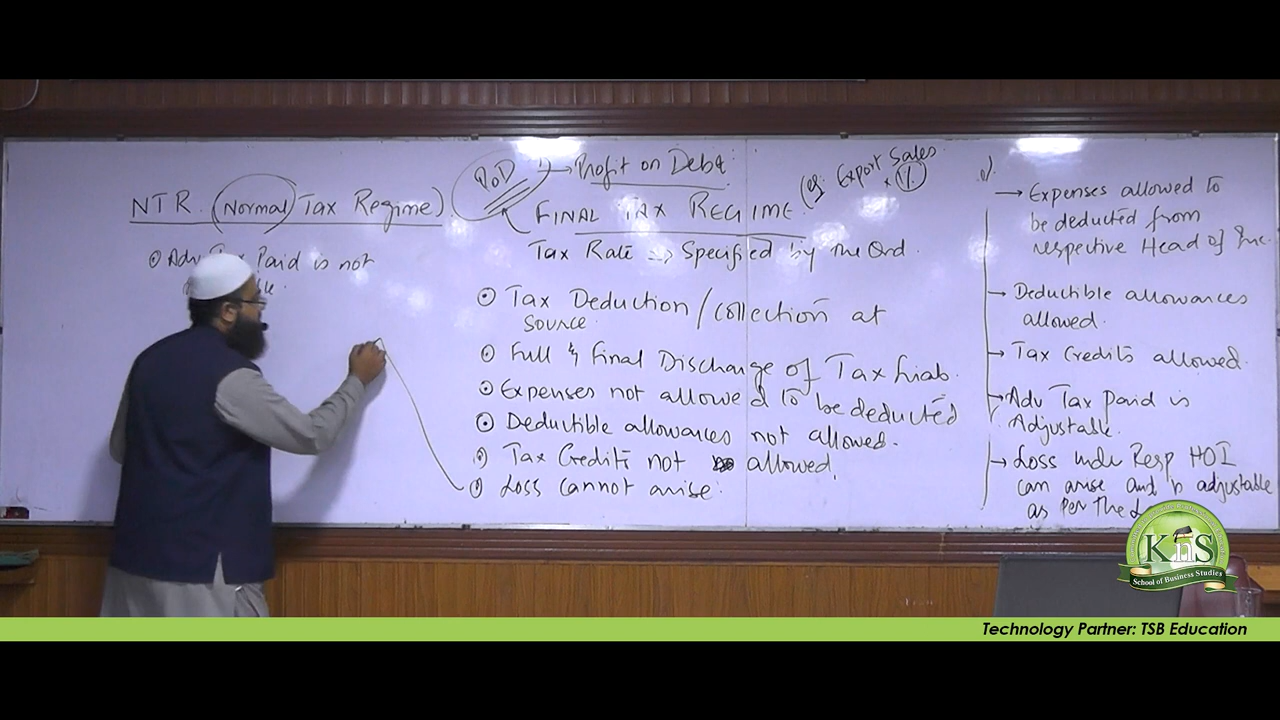 NTR. (Normal) Tax Regime).
Adv Tax Paid is not
PoD 1) → Profit on Debt:
FINAL TAX REGIME. (eg: Export Sales
× 1%)
Tax Rate → Specified by the Ord.
Tax Deduction / collection at
source.
Full & Final Discharge of Tax Liab.
Expenses not allowed to be deducted
Deductible allowances not allowed.
Tax Credits not allowed.
Loss cannot arise.
→ Expenses allowed to
be deducted from
respective Head of Inc.
→ Deductible allowances
allowed.
→ Tax Credits allowed.
→ Adv Tax paid is
Adjustable.
→ Loss under Resp HOI
can arise and is adjustable
as per the
KnS
School of Business Studies
Technology Partner: TSB Education